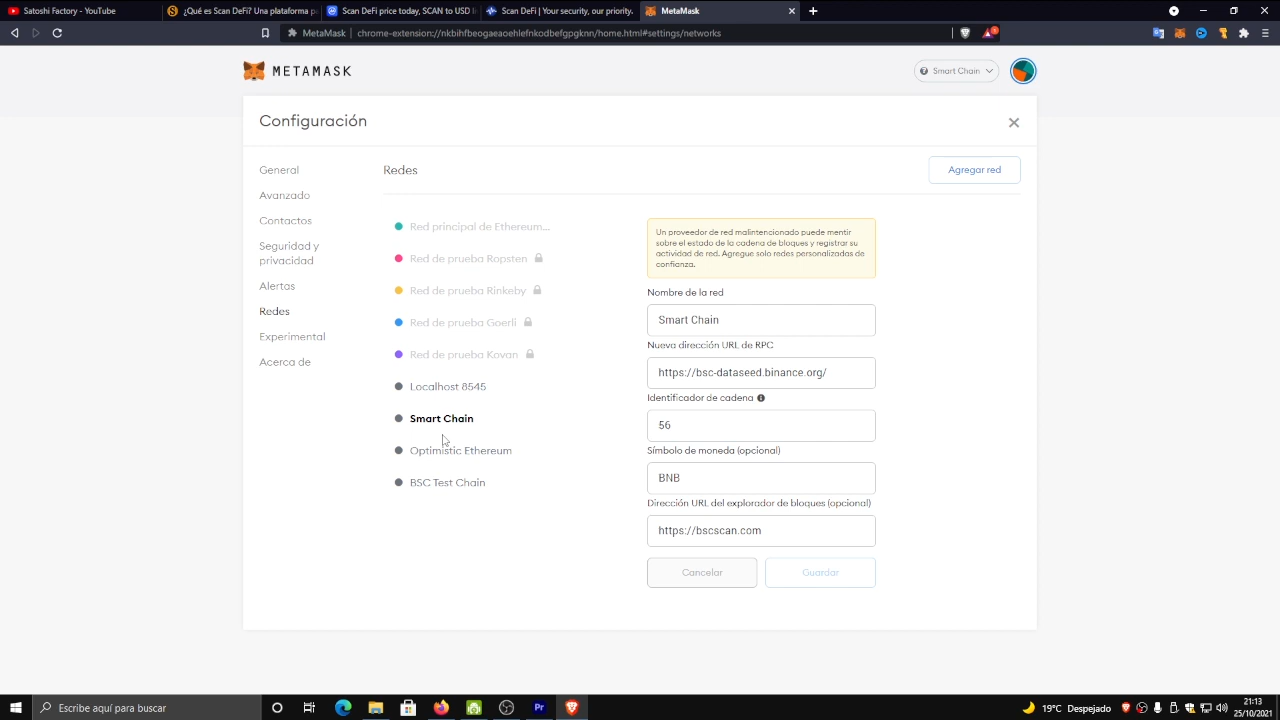 Satoshi Factory - YouTube
¿Qué es Scan DeFi? Una plataforma p
Scan DeFi price today, SCAN to USD l
Scan DeFi | Your security, our priority.
MetaMask
MetaMask
chrome-extension://nkbihfbeogaeaoehlefnkodbefgpgknn/home.html#settings/networks
METAMASK
Smart Chain
Configuración
General
Avanzado
Contactos
Seguridad y
privacidad
Alertas
Redes
Experimental
Acerca de
Redes
Agregar red
Red principal de Ethereum...
Red de prueba Ropsten
Red de prueba Rinkeby
Red de prueba Goerli
Red de prueba Kovan
Localhost 8545
Smart Chain
Optimistic Ethereum
BSC Test Chain
Un proveedor de red malintencionado puede mentir
sobre el estado de la cadena de bloques y registrar su
actividad de red. Agregue solo redes personalizadas de
confianza.
Nombre de la red
Smart Chain
Nueva dirección URL de RPC
https://bsc-dataseed.binance.org/
Identificador de cadena
56
Símbolo de moneda (opcional)
BNB
Dirección URL del explorador de bloques (opcional)
https://bscscan.com
Cancelar
Guardar
Escribe aquí para buscar
Pr
19°C Despejado
21:13
25/10/2021